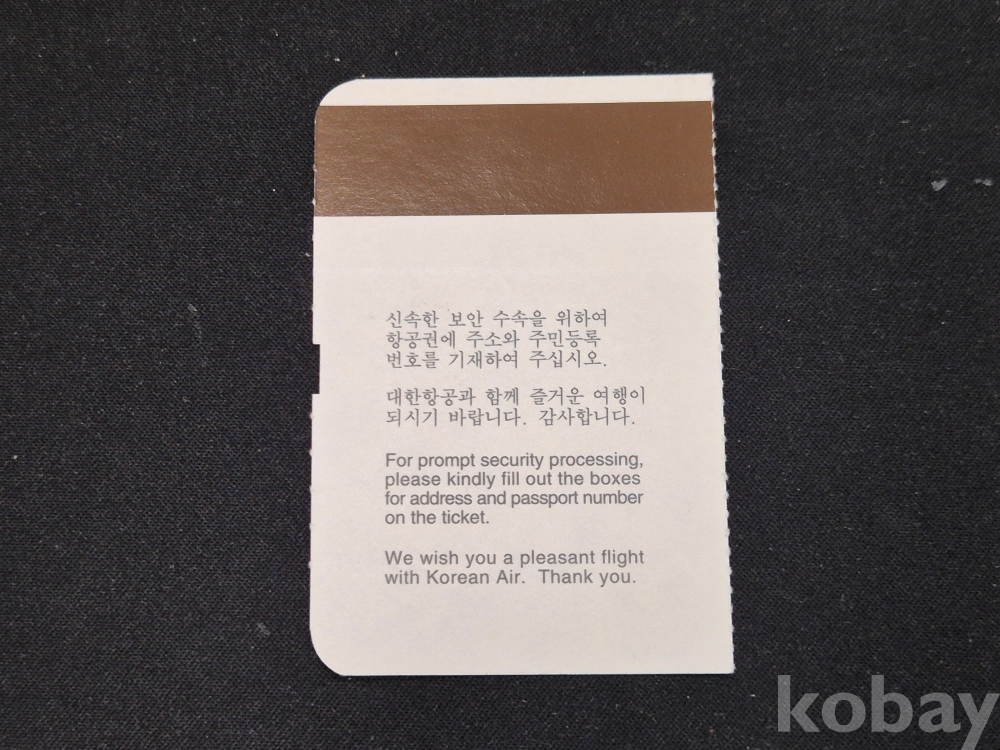 신속한 보안 수속을 위하여
항공권에 주소와 주민등록
번호를 기재하여 주십시오.
대한항공과 함께 즐거운 여행이
되시기 바랍니다. 감사합니다.
For prompt security processing,
please kindly fill out the boxes
for address and passport number
on the ticket.
We wish you a pleasant flight
with Korean Air. Thank you.
kobay